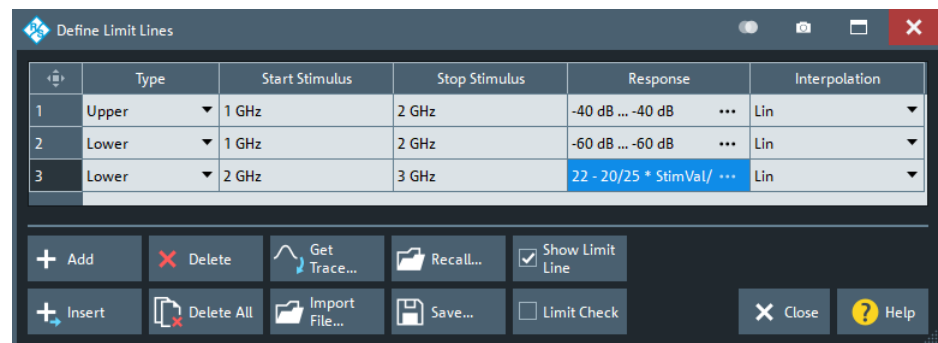 Define Limit Lines
Type Start Stimulus Stop Stimulus Response Interpolation
1 Upper 1 GHz 2 GHz -40 dB ... -40 dB ••• Lin
2 Lower 1 GHz 2 GHz -60 dB ... -60 dB ••• Lin
3 Lower 2 GHz 3 GHz 22 - 20/25 * StimVal/ ••• Lin
Add
Delete
Get
Trace...
Recall...
Show Limit
Line
Insert
Delete All
Import
File...
Save...
Limit Check
Close
? Help